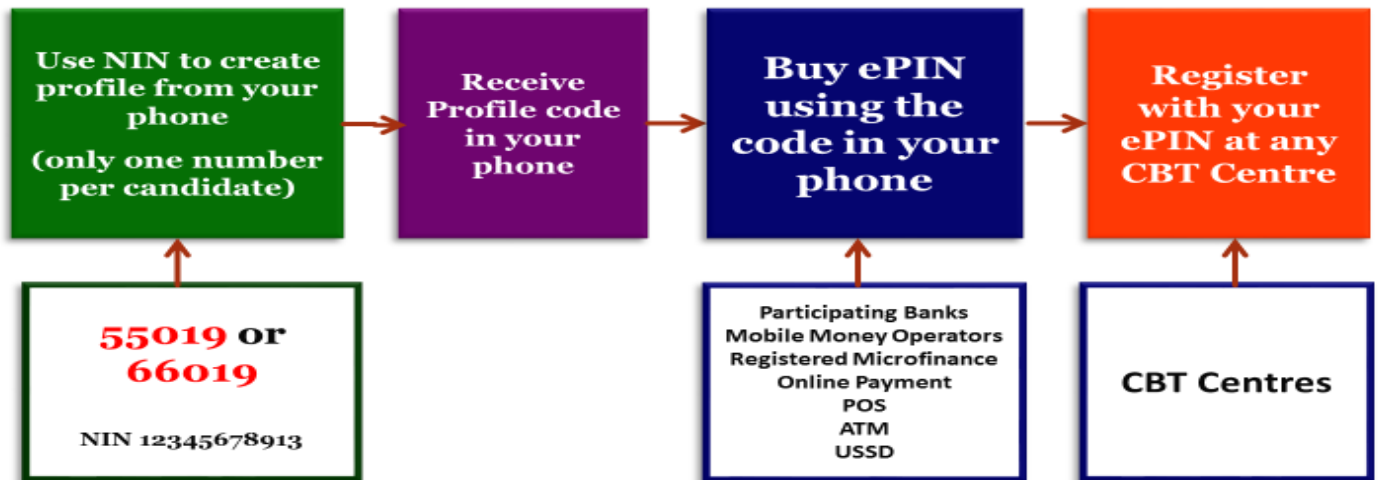 Use NIN to create
profile from your
phone
(only one number
per candidate)
Receive
Profile code
in your
phone
Buy ePIN
using the
code in your
phone
Register
with your
ePIN at any
CBT Centre
55019 or
66019
NIN 12345678913
Participating Banks
Mobile Money Operators
Registered Microfinance
Online Payment
POS
ATM
USSD
CBT Centres